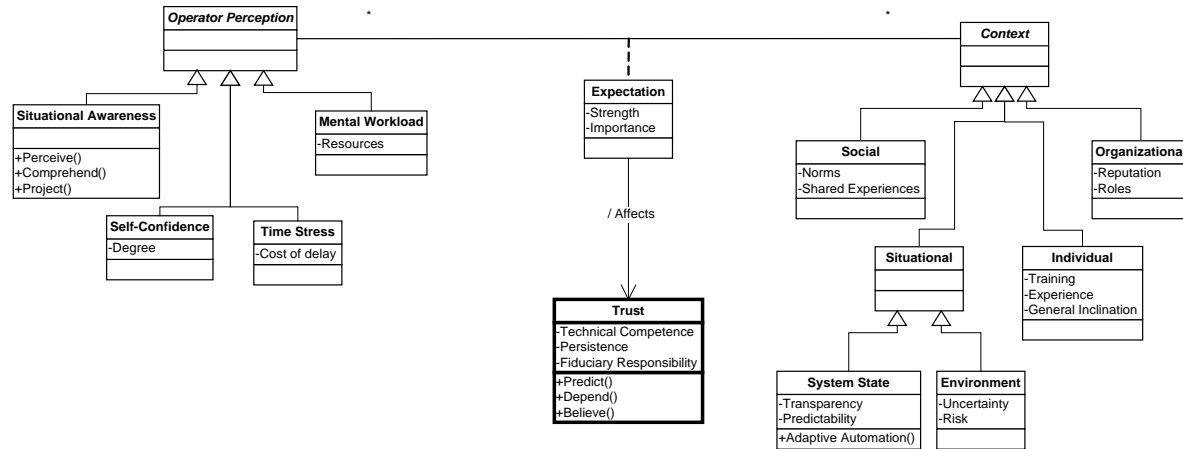 Operator Perception
*
*
Context
Situational Awareness
+Perceive()
+Comprehend()
+Project()
Mental Workload
-Resources
Self-Confidence
-Degree
Time Stress
-Cost of delay
Expectation
-Strength
-Importance
/ Affects
Trust
-Technical Competence
-Persistence
-Fiduciary Responsibility
+Predict()
+Depend()
+Believe()
Social
-Norms
-Shared Experiences
Organizational
-Reputation
-Roles
Situational
Individual
-Training
-Experience
-General Inclination
System State
-Transparency
-Predictability
+Adaptive Automation()
Environment
-Uncertainty
-Risk